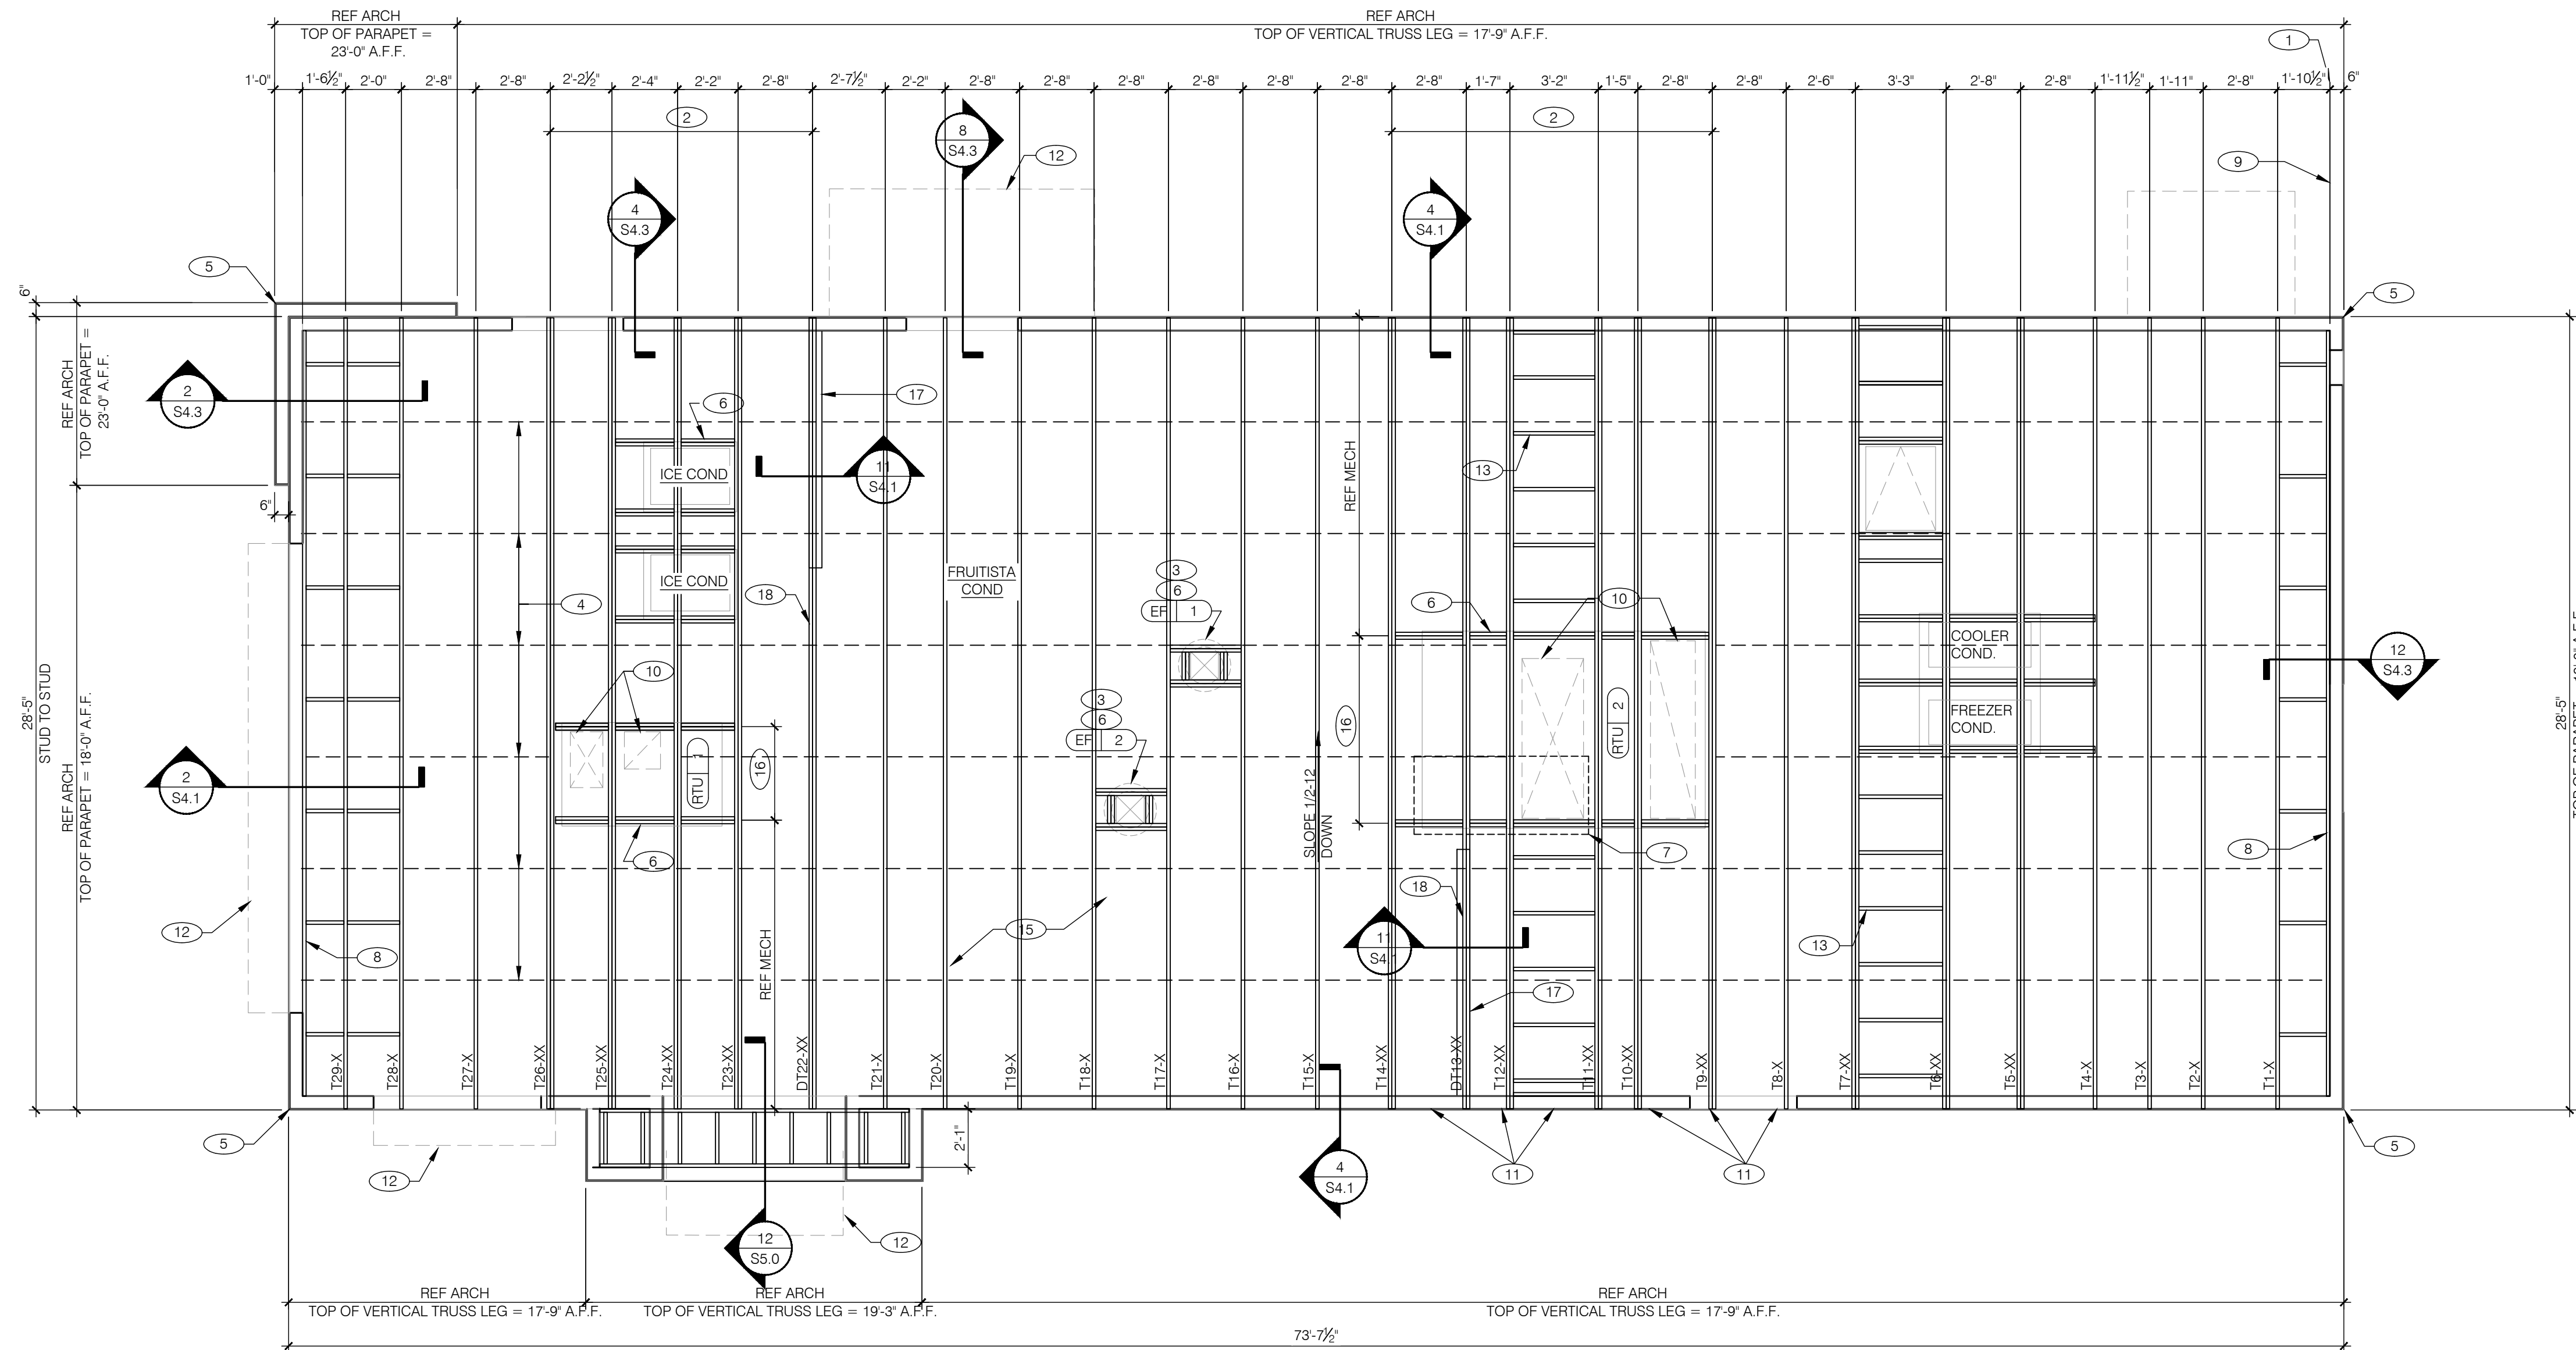 REF ARCH
TOP OF PARAPET =
23'-0" A.F.F.
REF ARCH
TOP OF VERTICAL TRUSS LEG = 17'-9" A.F.F.
1
1'-0" 1'-6½" 2'-0" 2'-8" 2'-8" 2'-2½" 2'-4" 2'-2" 2'-8" 2'-7½" 2'-2" 2'-8" 2'-8" 2'-8" 2'-8" 2'-8" 2'-8" 2'-8" 1'-7" 3'-2" 1'-5" 2'-8" 2'-8" 2'-6" 3'-3" 2'-8" 2'-8" 1'-11½" 1'-11" 2'-8" 1'-10½" 6"
2
2
8
S4.3
12
9
4
S4.3
4
S4.1
5
5
6"
REF ARCH
TOP OF PARAPET =
23'-0" A.F.F.
2
S4.3
6
17
ICE COND
11
S4.1
REF MECH
13
6"
ICE COND
4
18
FRUITISTA
COND
3
6
EF 1
6
10
COOLER
COND.
12
S4.3
28'-5"
STUD TO STUD
REF ARCH
TOP OF PARAPET = 18'-0" A.F.F.
10
3
6
EF 2
16
RTU 2
FREEZER
COND.
28'-5"
2
S4.1
RTU 1
16
SLOPE 1/2-12
DOWN
6
7
8
18
12
8
15
11
S4.1
13
REF MECH
17
T29-X
T28-X
T27-X
T26-XX
T25-XX
T24-XX
T23-XX
DT22-XX
T21-X
T20-X
T19-X
T18-X
T17-X
T16-X
T15-X
T14-XX
DT13-XX
T12-XX
T11-XX
T10-XX
T9-XX
T8-X
T7-XX
T6-XX
T5-XX
T4-X
T3-X
T2-X
T1-X
5
2'-1"
12
4
S4.1
11
11
5
12
S5.0
12
REF ARCH
TOP OF VERTICAL TRUSS LEG = 17'-9" A.F.F.
REF ARCH
TOP OF VERTICAL TRUSS LEG = 19'-3" A.F.F.
REF ARCH
TOP OF VERTICAL TRUSS LEG = 17'-9" A.F.F.
73'-7½"